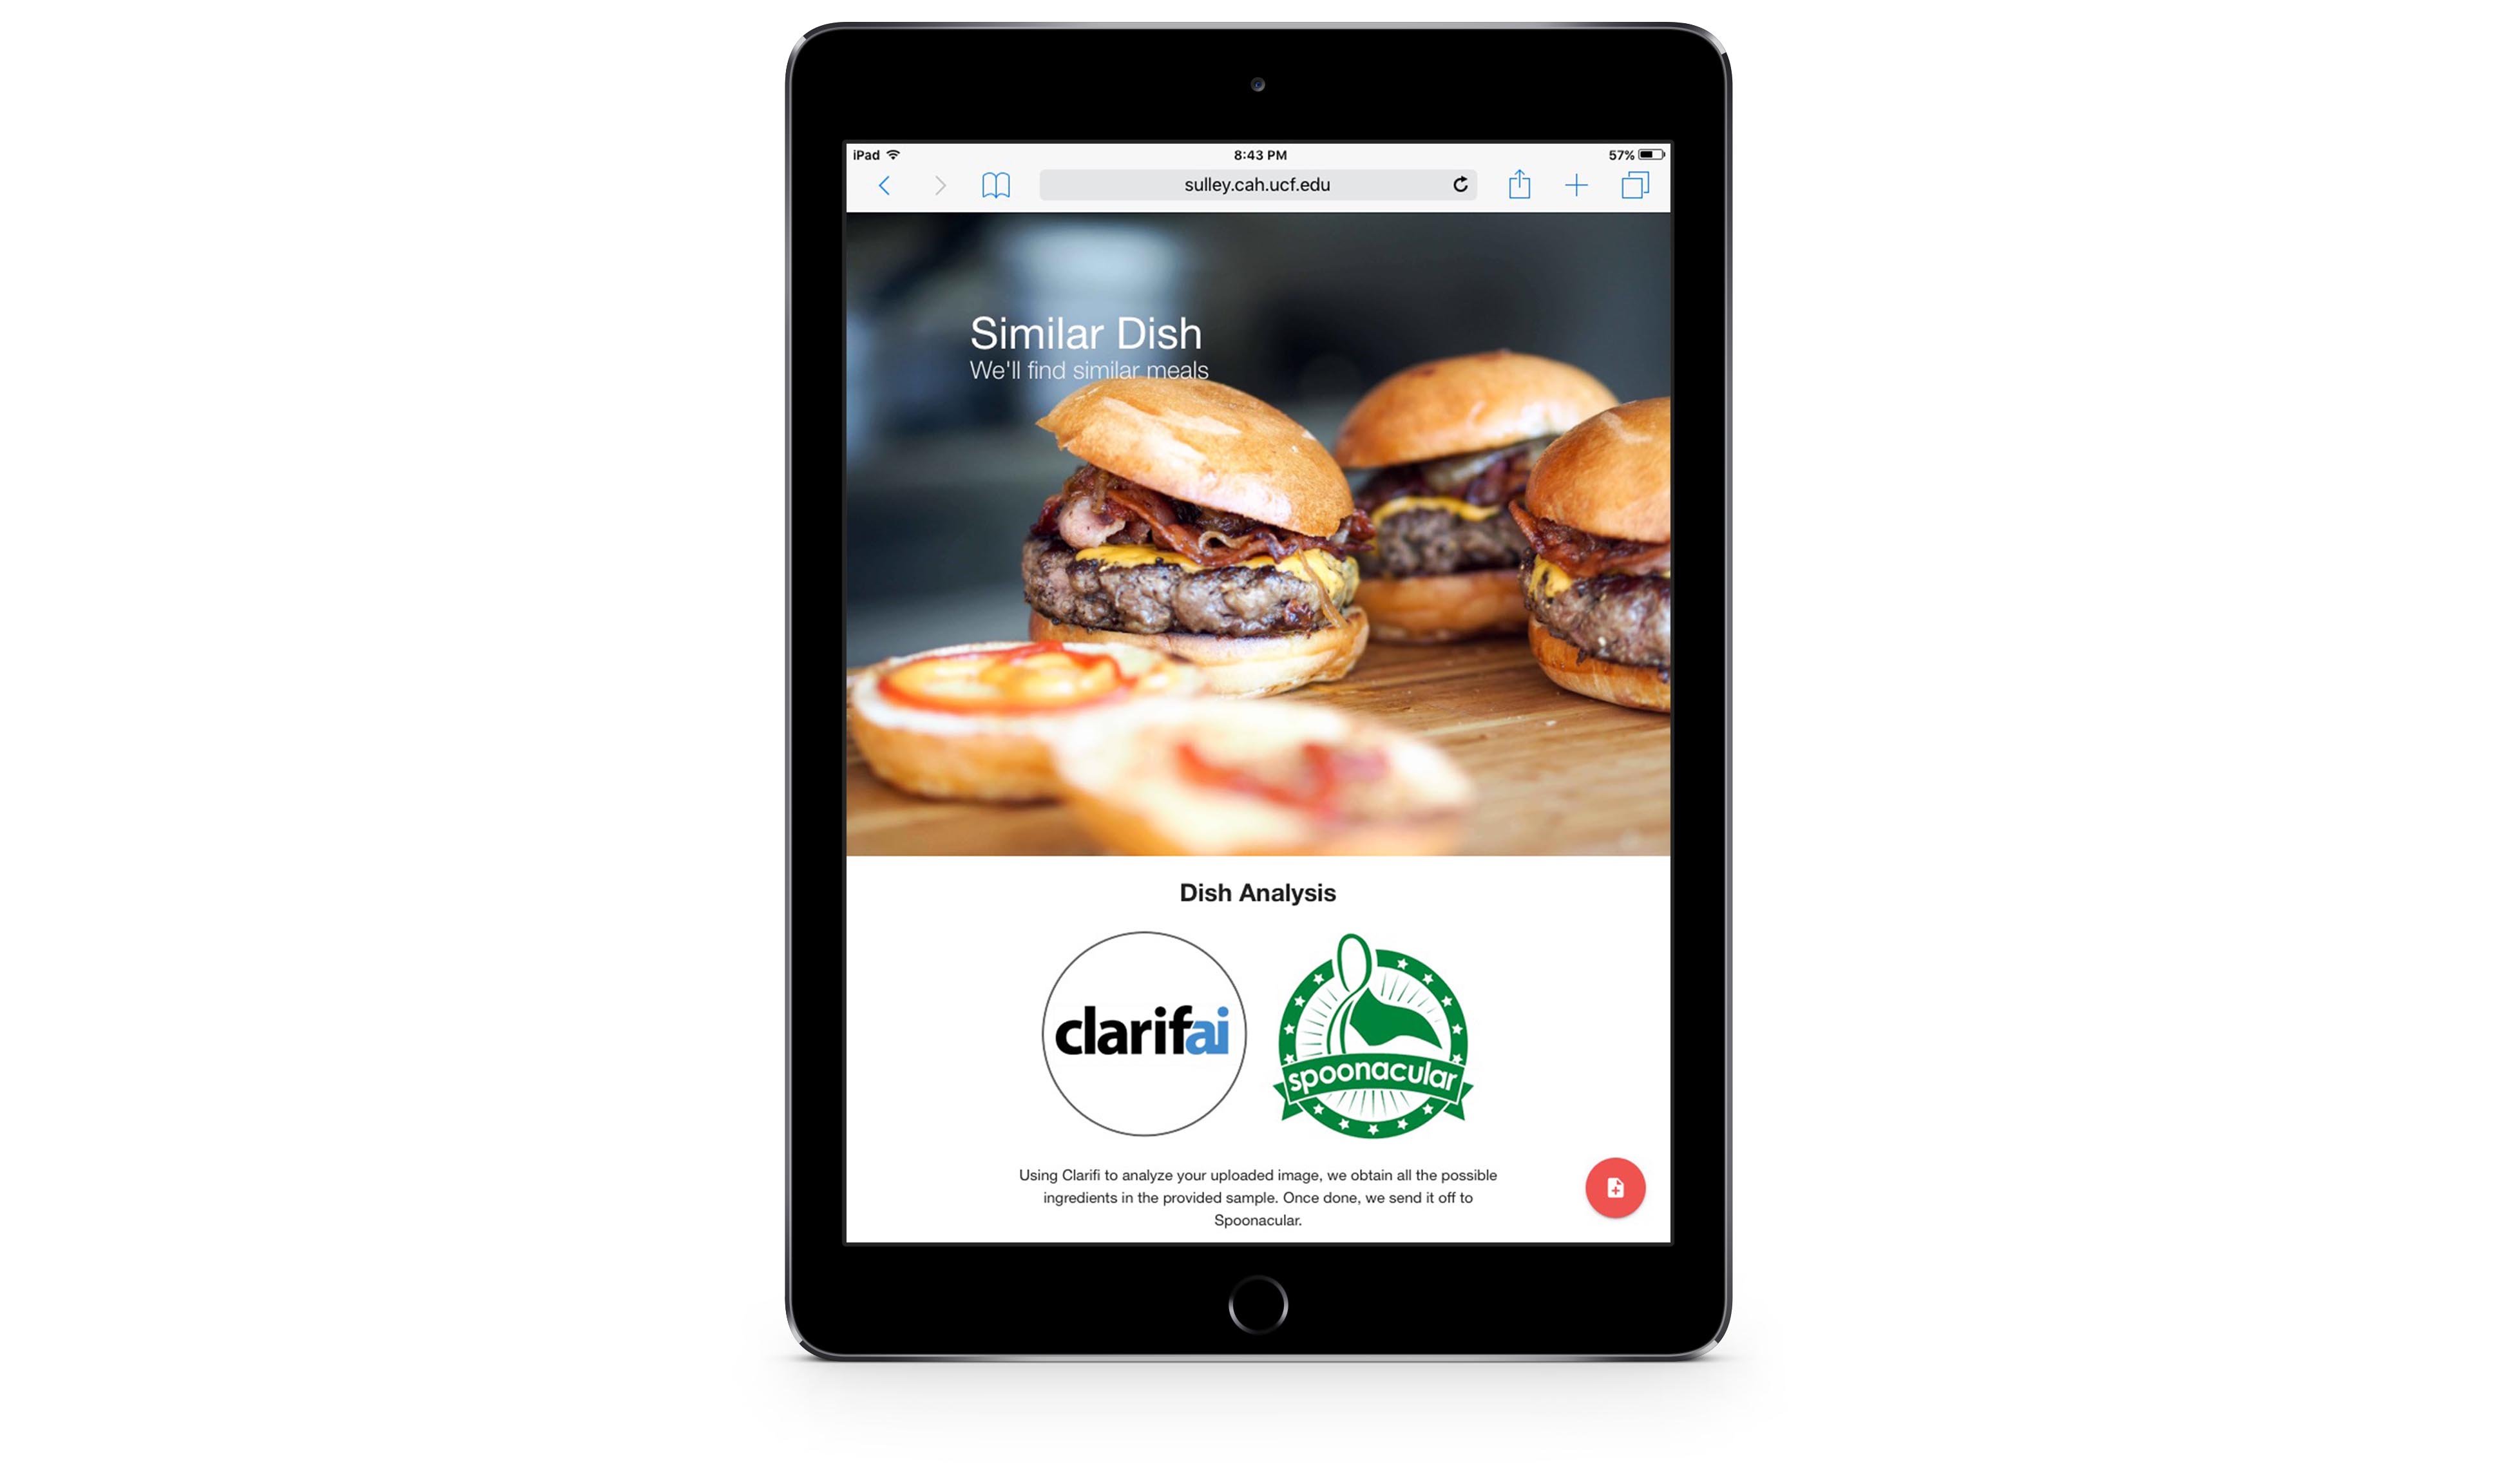 iPad
8:43 PM
57%
sulley.cah.ucf.edu
Similar Dish
We'll find similar meals
Dish Analysis
clarifai
spoonacular
Using Clarifi to analyze your uploaded image, we obtain all the possible
ingredients in the provided sample. Once done, we send it off to
Spoonacular.